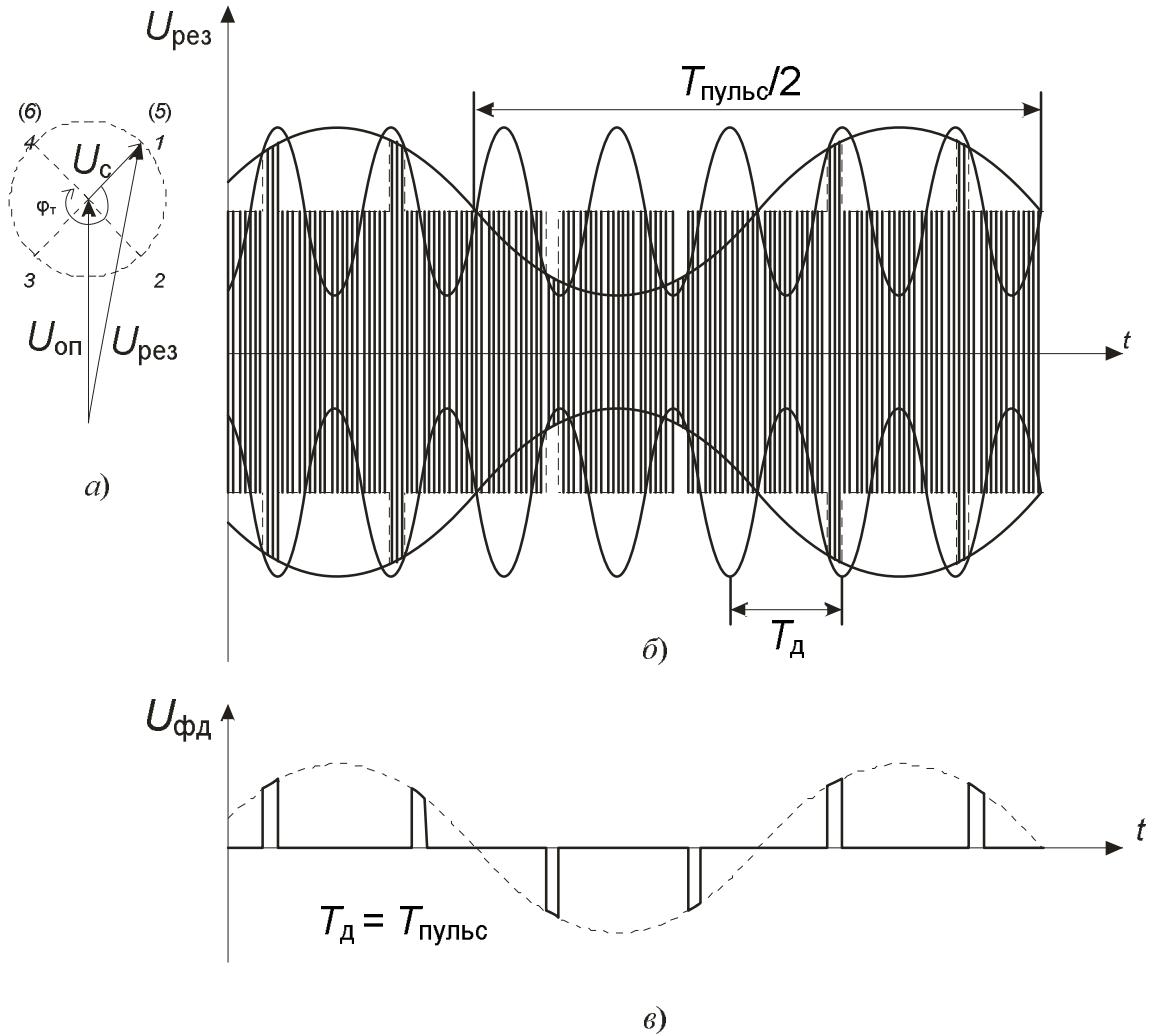 Uрез
Tпульс/2
(6) (5)
4 1
Uс
φт
3 2
Uоп Uрез
t
а)
Tд
б)
Uфд
t
Tд = Tпульс
в)